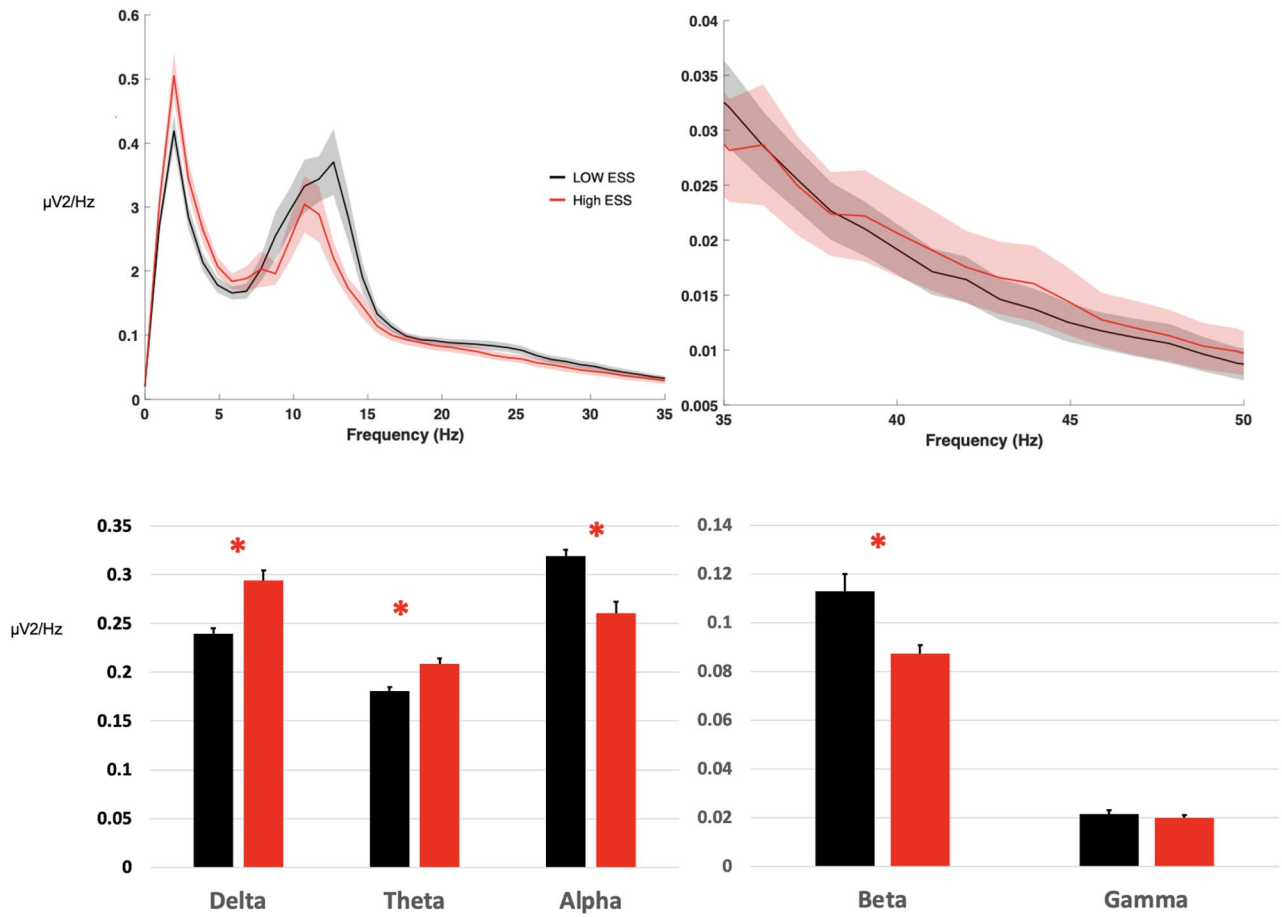 0.6
0.5
0.4
3
2
0.1
0
µV2/Hz
0 5 10 15 20 25 30 35
Frequency (Hz)
LOW ESS
High ESS
0.04
0.035
0.03
0.025
0.02
0.015
0.01
0.005
35 40 45 50
Frequency (Hz)
0.35
0.3
0.25
0.2
0.15
0.1
0.05
0
µV2/Hz
* * *
Delta Theta Alpha
0.14
0.12
0.1
0.08
0.06
0.04
0.02
0
*
Beta Gamma